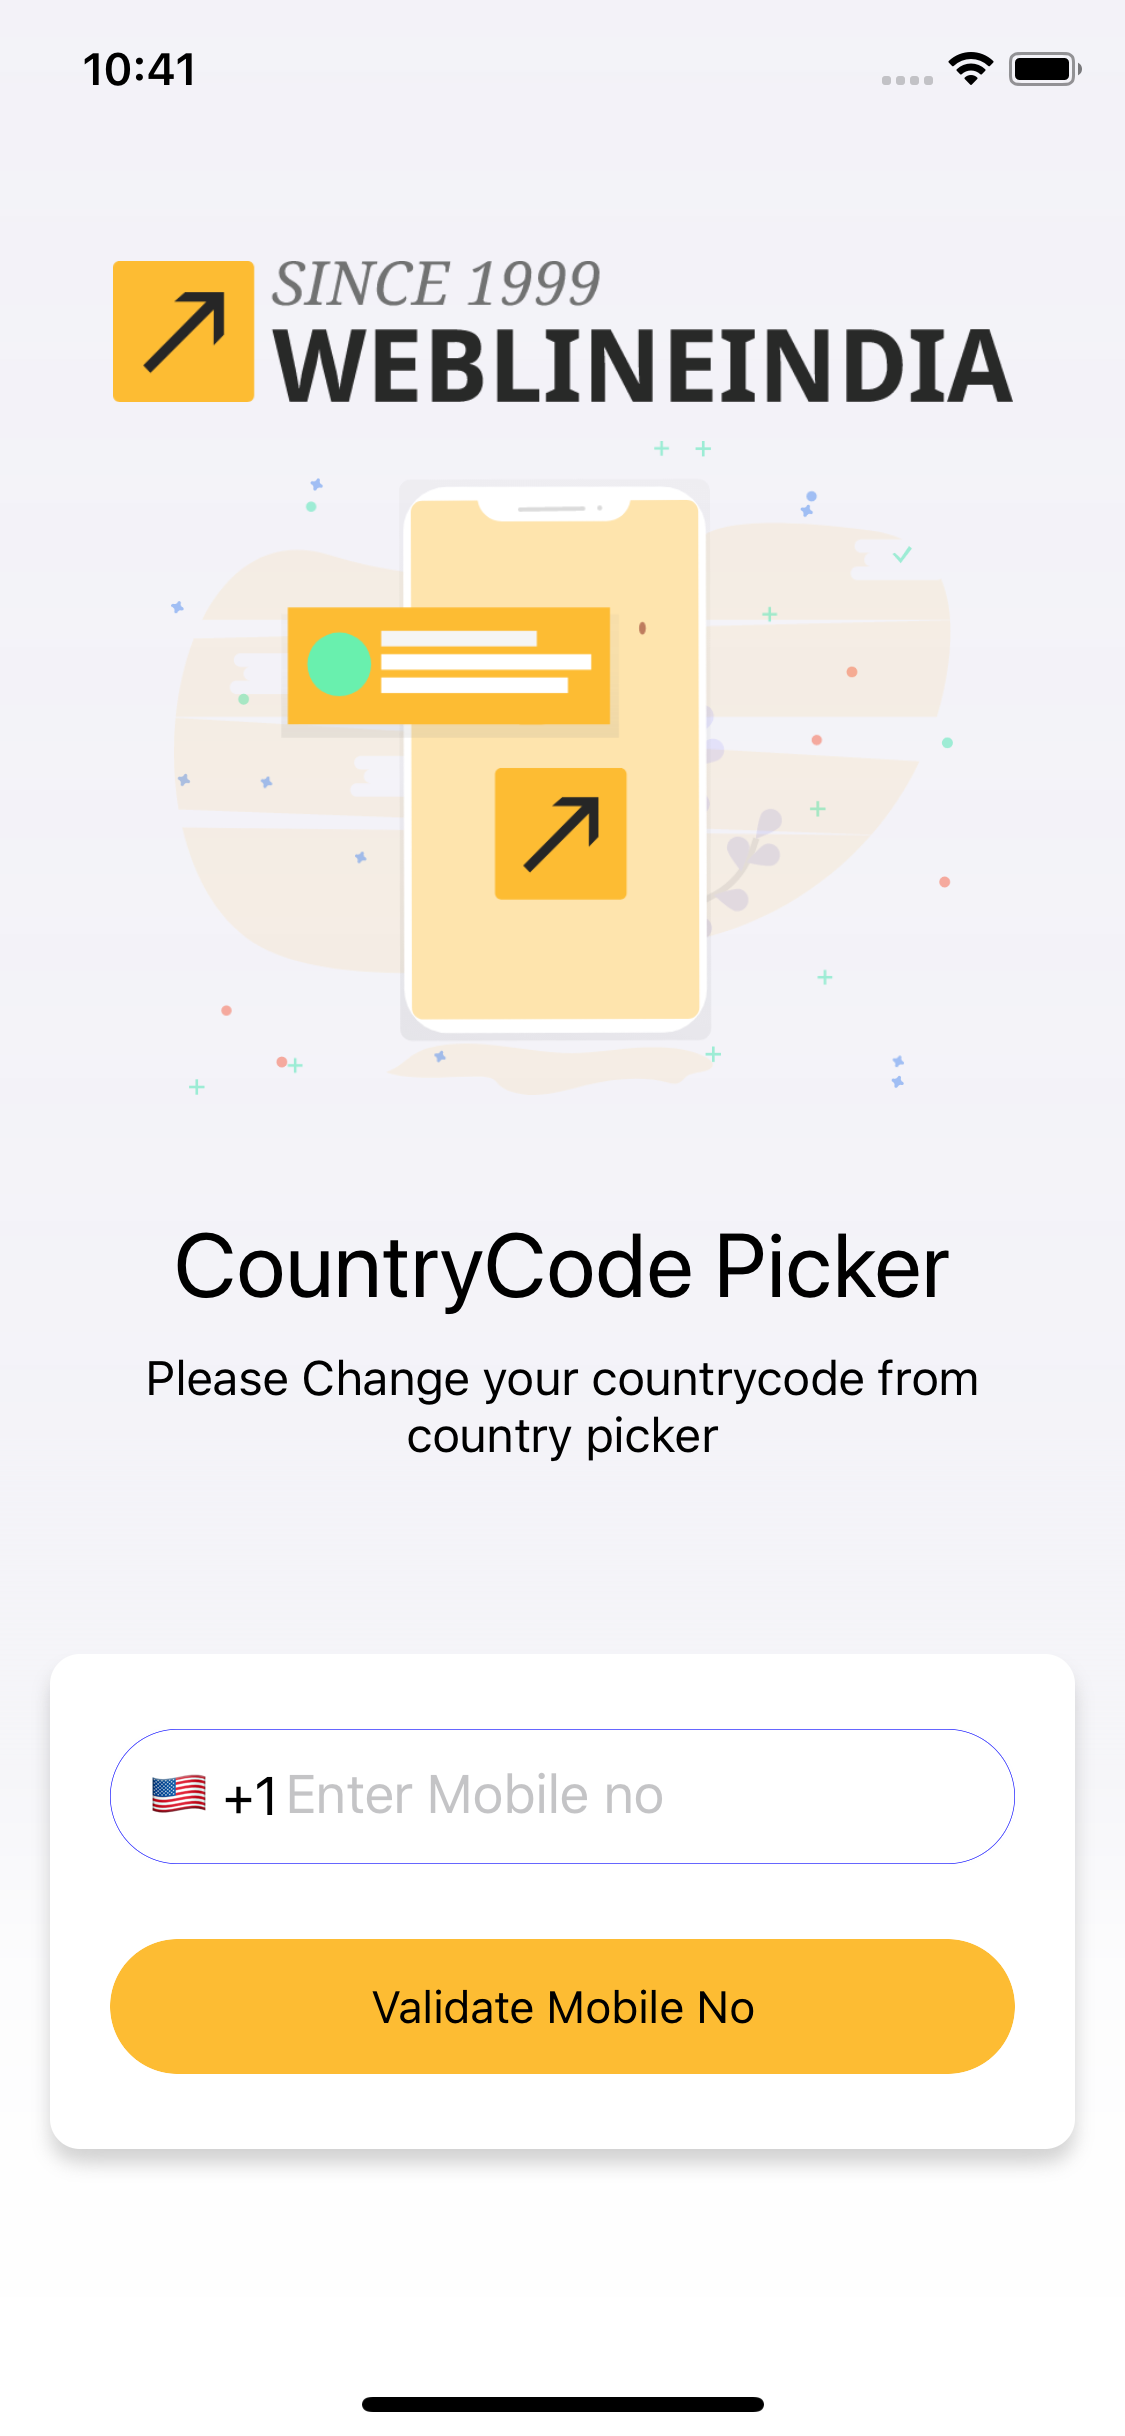 10:41
SINCE 1999
WEBLINEINDIA
CountryCode Picker
Please Change your countrycode from
country picker
🇺🇸 +1 Enter Mobile no
Validate Mobile No